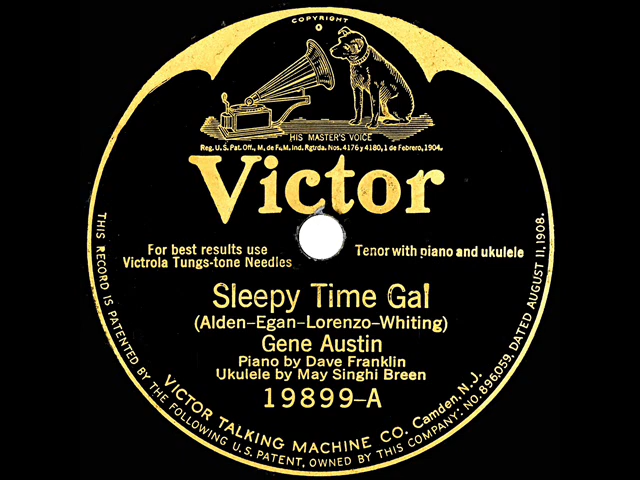 COPYRIGHT
HIS MASTER'S VOICE
Reg. U.S. Pat. Off., M. de F. & M. Ind. Rgtrda. Nos. 4176 y 4180, 1 de Febrero, 1904.
Victor
For best results use
Victrola Tungs-tone Needles
Tenor with piano and ukulele
Sleepy Time Gal
(Alden-Egan-Lorenzo-Whiting)
Gene Austin
Piano by Dave Franklin
Ukulele by May Singhi Breen
19899-A
VICTOR TALKING MACHINE CO. Camden, N.J.
THIS RECORD IS PATENTED BY THE FOLLOWING U.S. PATENT, OWNED BY THIS COMPANY: NO. 896,059, DATED AUGUST 11, 1908.